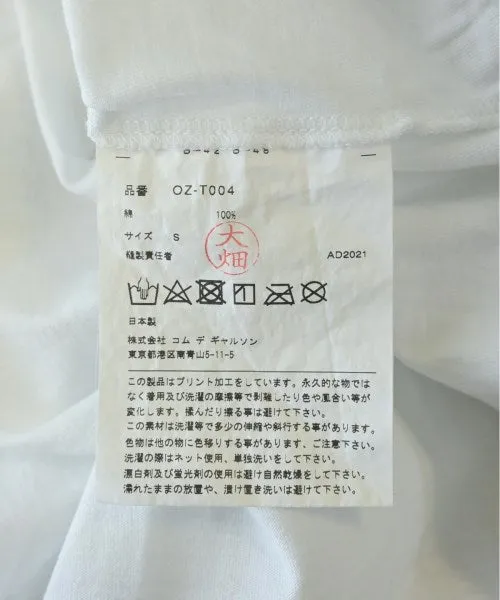 品番 OZ-T004
綿 100%
サイズ S
大畑
縫製責任者 AD2021
日本製
株式会社 コム デ ギャルソン
東京都港区南青山5-11-5
この製品はプリント加工をしています。永久的な物では
なく着用及び洗濯の摩擦等で剥離したり色や風合い等が
変化します。揉んだり擦る事は避けて下さい。
この素材は洗濯等で多少の伸縮や斜行する事があります。
色物は他の物に色移りする事があります、ご注意下さい。
洗濯の際はネット使用、単独洗いをして下さい。
漂白剤及び蛍光剤の使用は避け自然乾燥をして下さい。
濡れたままの放置や、漬け置き洗いは避けて下さい。